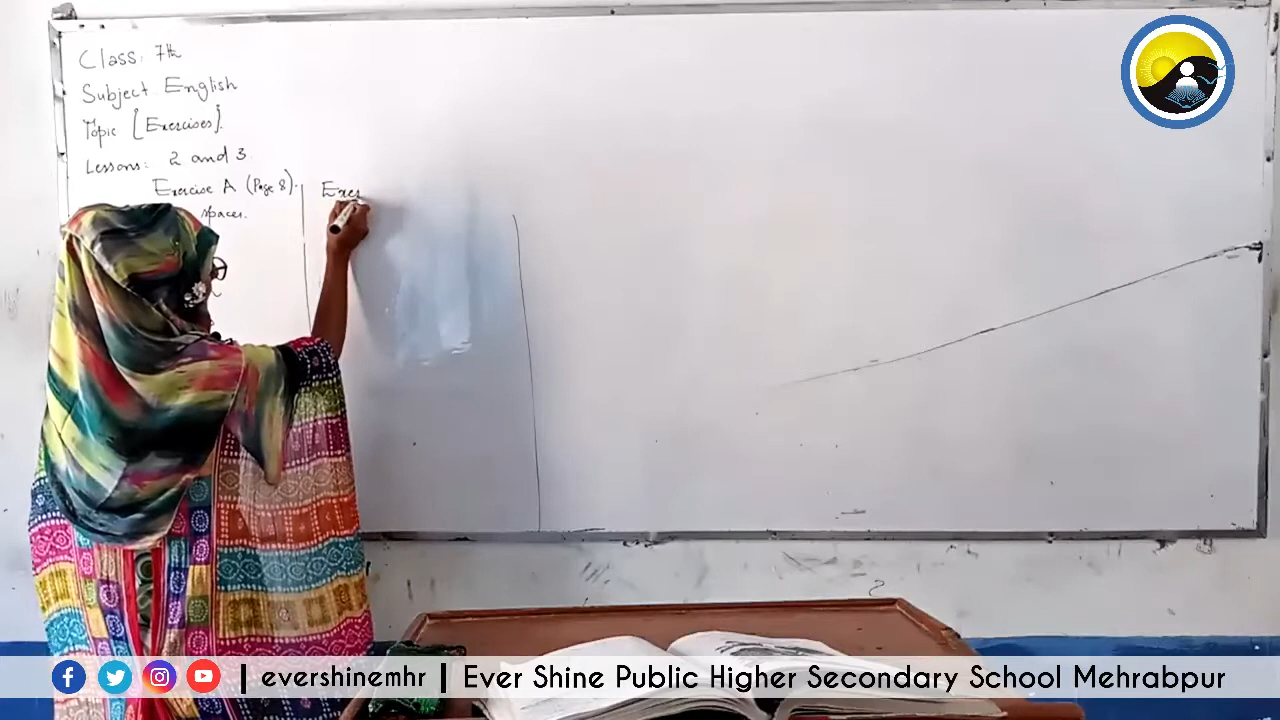 Class: 7th
Subject English
Topic [Exercises].
Lessons: 2 and 3.
Exercise A (Page 8).
spaces.
Exer
| evershinemhr | Ever Shine Public Higher Secondary School Mehrabpur